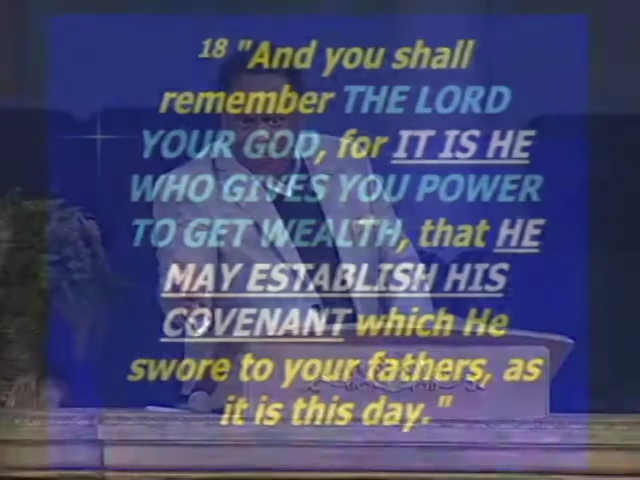 18 "And you shall
remember THE LORD
YOUR GOD, for IT IS HE
WHO GIVES YOU POWER
TO GET WEALTH, that HE
MAY ESTABLISH HIS
COVENANT which He
swore to your fathers, as
it is this day."